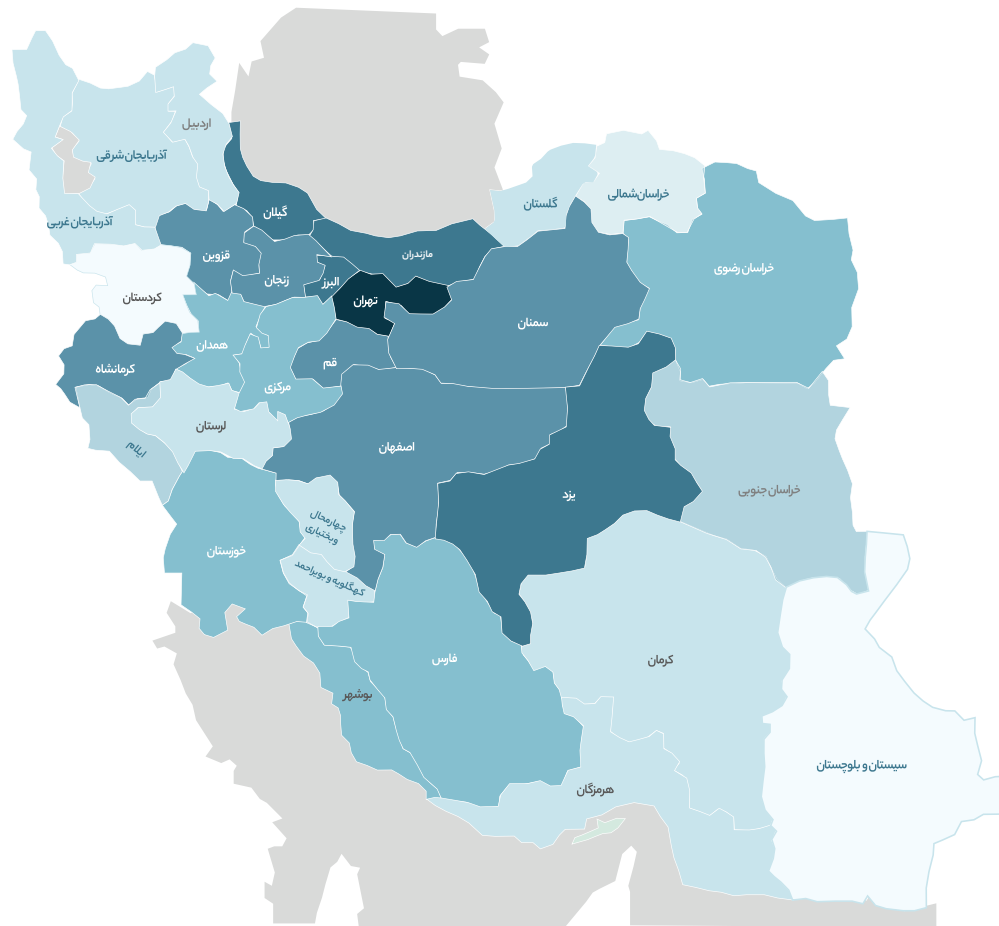 اردبیل
آذربایجان شرقی
آذربایجان غربی
گیلان
گلستان
خراسان شمالی
قزوین
مازندران
خراسان رضوی
زنجان
البرز
کردستان
تهران
سمنان
همدان
کرمانشاه
قم
مرکزی
لرستان
ایلام
اصفهان
یزد
خراسان جنوبی
چهارمحال
وبختیاری
خوزستان
کهگلویه و بویراحمد
فارس
کرمان
بوشهر
سیستان و بلوچستان
هرمزگان